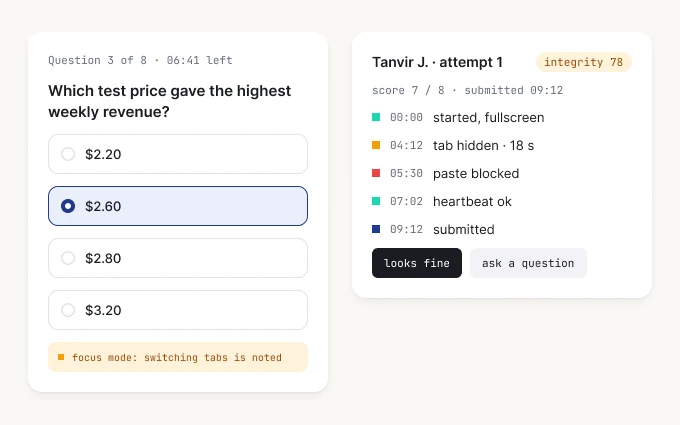 Question 3 of 8 · 06:41 left
Which test price gave the highest
weekly revenue?
$2.20
$2.60
$2.80
$3.20
focus mode: switching tabs is noted
Tanvir J. · attempt 1
integrity 78
score 7 / 8 · submitted 09:12
00:00 started, fullscreen
04:12 tab hidden · 18 s
05:30 paste blocked
07:02 heartbeat ok
09:12 submitted
looks fine
ask a question